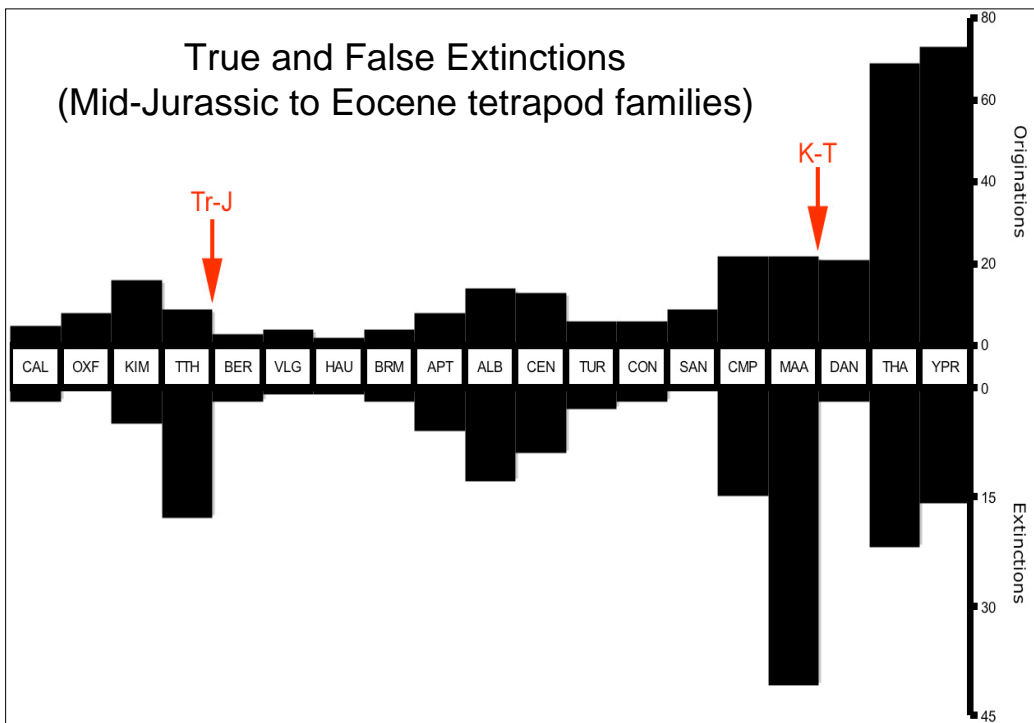 True and False Extinctions
(Mid-Jurassic to Eocene tetrapod families)
Tr-J
K-T
80
60
40
20
0
Originations
CAL OXF KIM TTH BER VLG HAU BRM APT ALB CEN TUR CON SAN CMP MAA DAN THA YPR
0
15
30
45
Extinctions